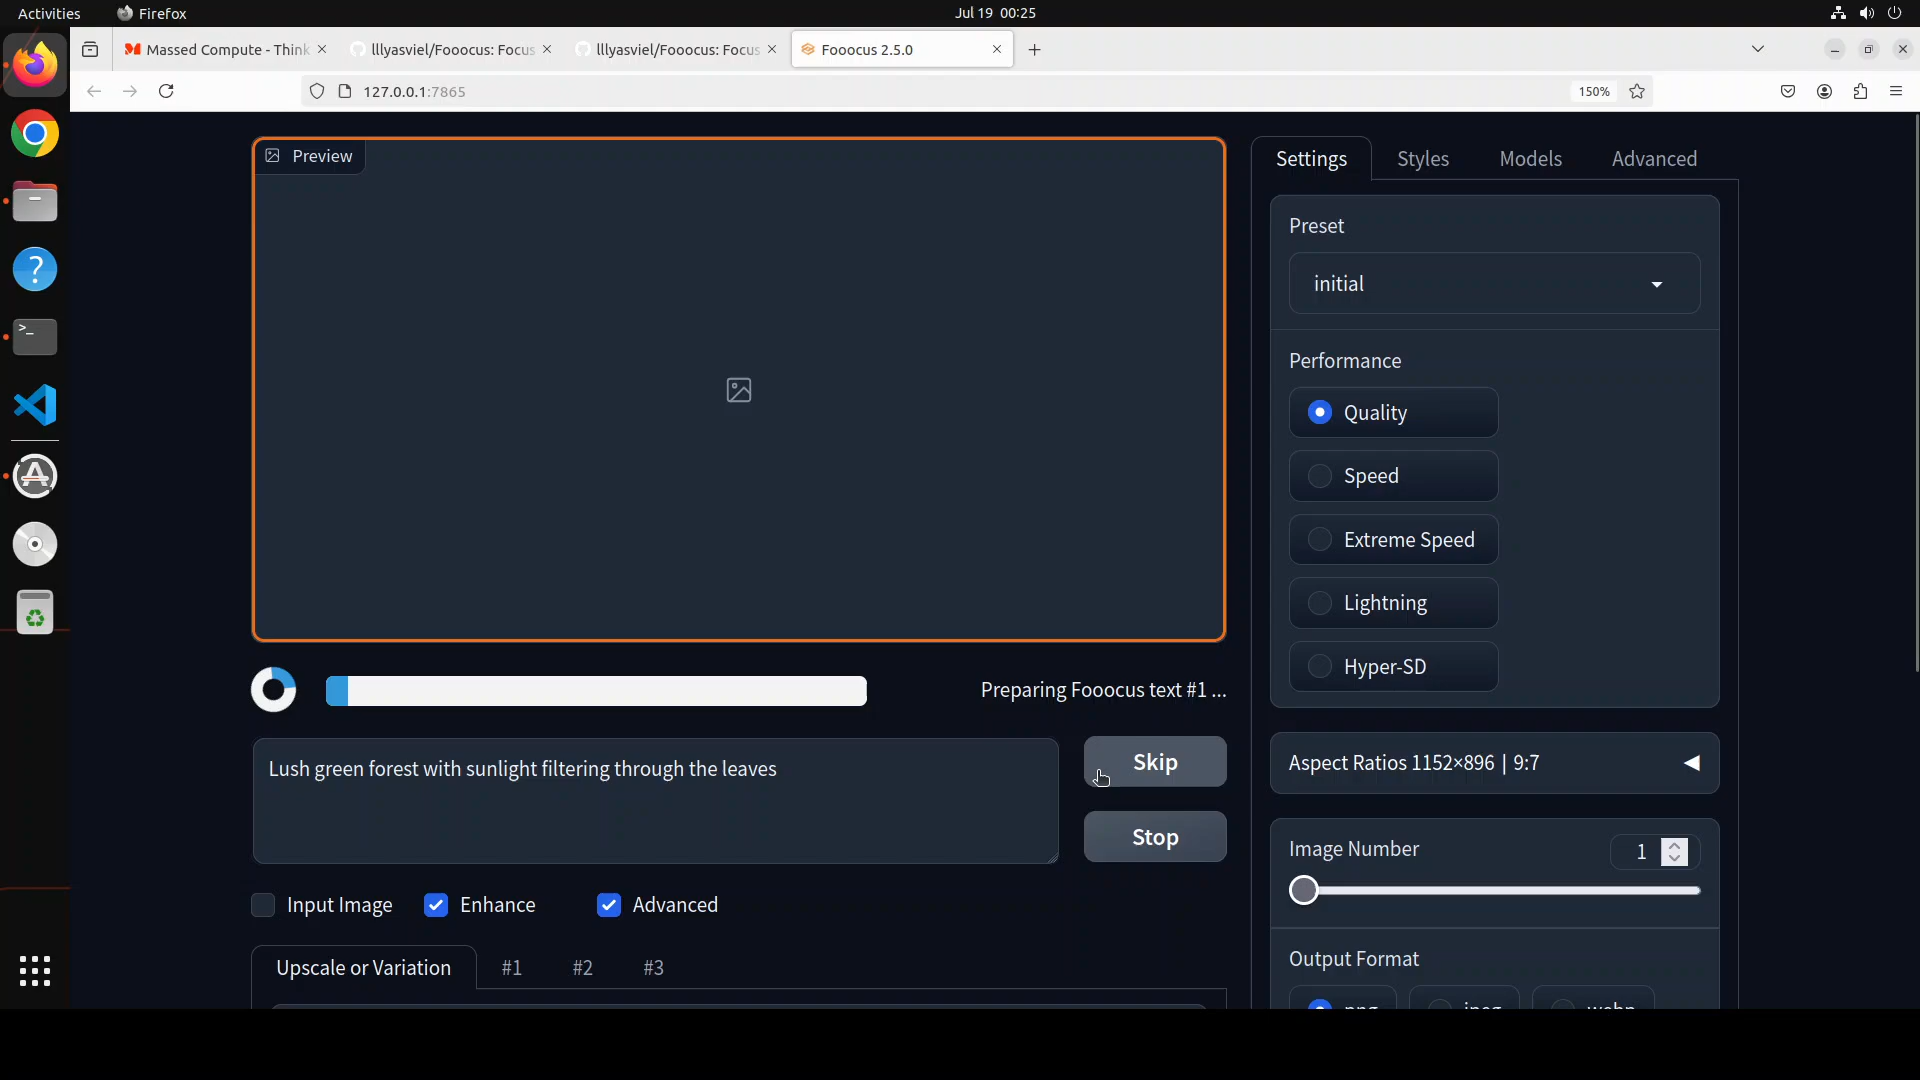 Activities
Firefox
Jul 19 00:25
Massed Compute - Think
lllyasviel/Fooocus: Focus
lllyasviel/Fooocus: Focus
Fooocus 2.5.0
127.0.0.1:7865
150%
Preview
Settings
Styles
Models
Advanced
Preset
initial
Performance
Quality
Speed
Extreme Speed
Lightning
Hyper-SD
Preparing Fooocus text #1 ...
Lush green forest with sunlight filtering through the leaves
Skip
Stop
Aspect Ratios 1152×896 | 9:7
Image Number
1
Input Image
Enhance
Advanced
Output Format
Upscale or Variation
#1
#2
#3